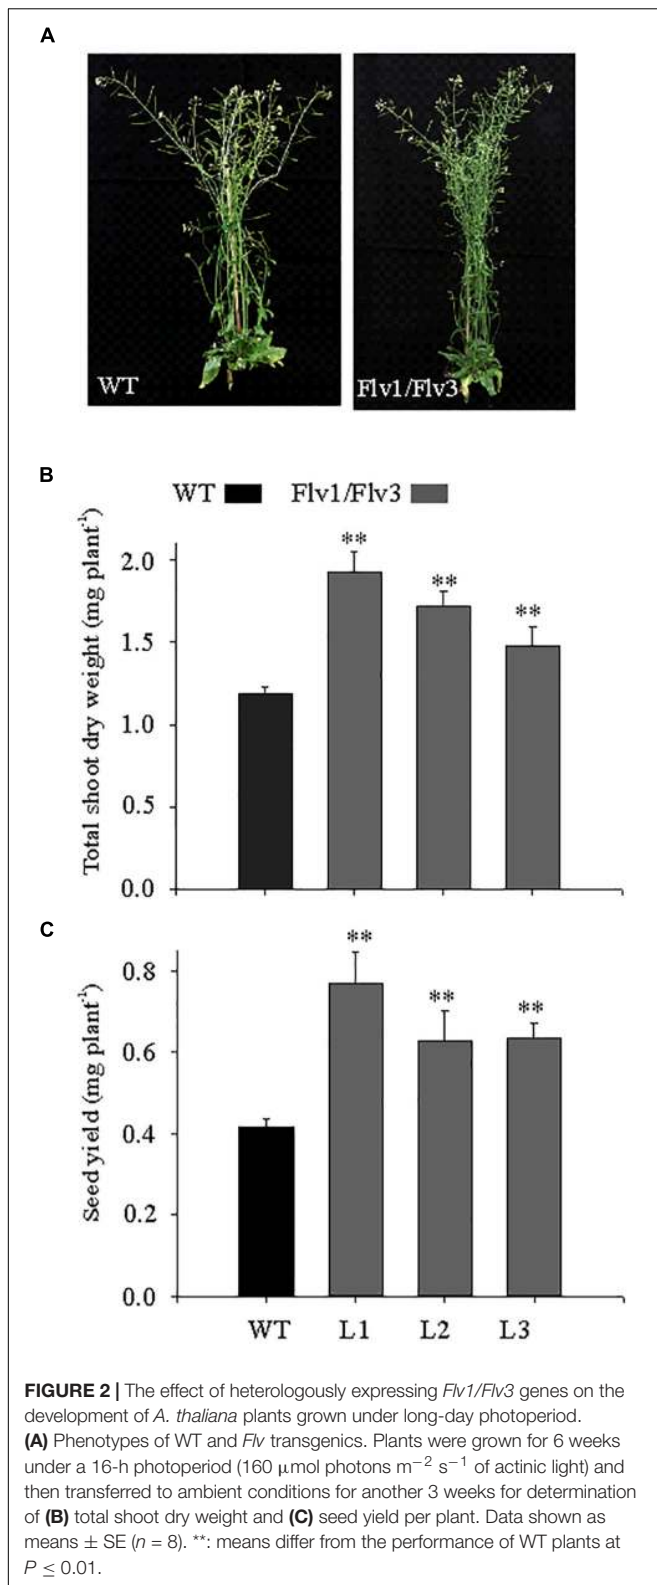 A
WT
Flv1/Flv3
B
WT
Flv1/Flv3
Total shoot dry weight (mg plant⁻¹)
2.0
1.5
1.0
0.5
0.0
**
**
**
C
Seed yield (mg plant⁻¹)
0.8
0.6
0.4
0.2
0.0
**
**
**
WT L1 L2 L3
FIGURE 2 | The effect of heterologously expressing Flv1/Flv3 genes on the
development of A. thaliana plants grown under long-day photoperiod.
(A) Phenotypes of WT and Flv transgenics. Plants were grown for 6 weeks
under a 16-h photoperiod (160 μmol photons m⁻² s⁻¹ of actinic light) and
then transferred to ambient conditions for another 3 weeks for determination
of (B) total shoot dry weight and (C) seed yield per plant. Data shown as
means ± SE (n = 8). **: means differ from the performance of WT plants at
P ≤ 0.01.